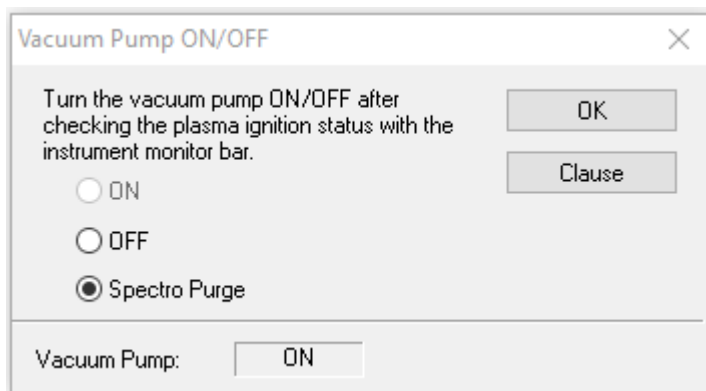 Vacuum Pump ON/OFF
Turn the vacuum pump ON/OFF after
checking the plasma ignition status with the
instrument monitor bar.
OK
Clause
ON
OFF
Spectro Purge
Vacuum Pump: ON